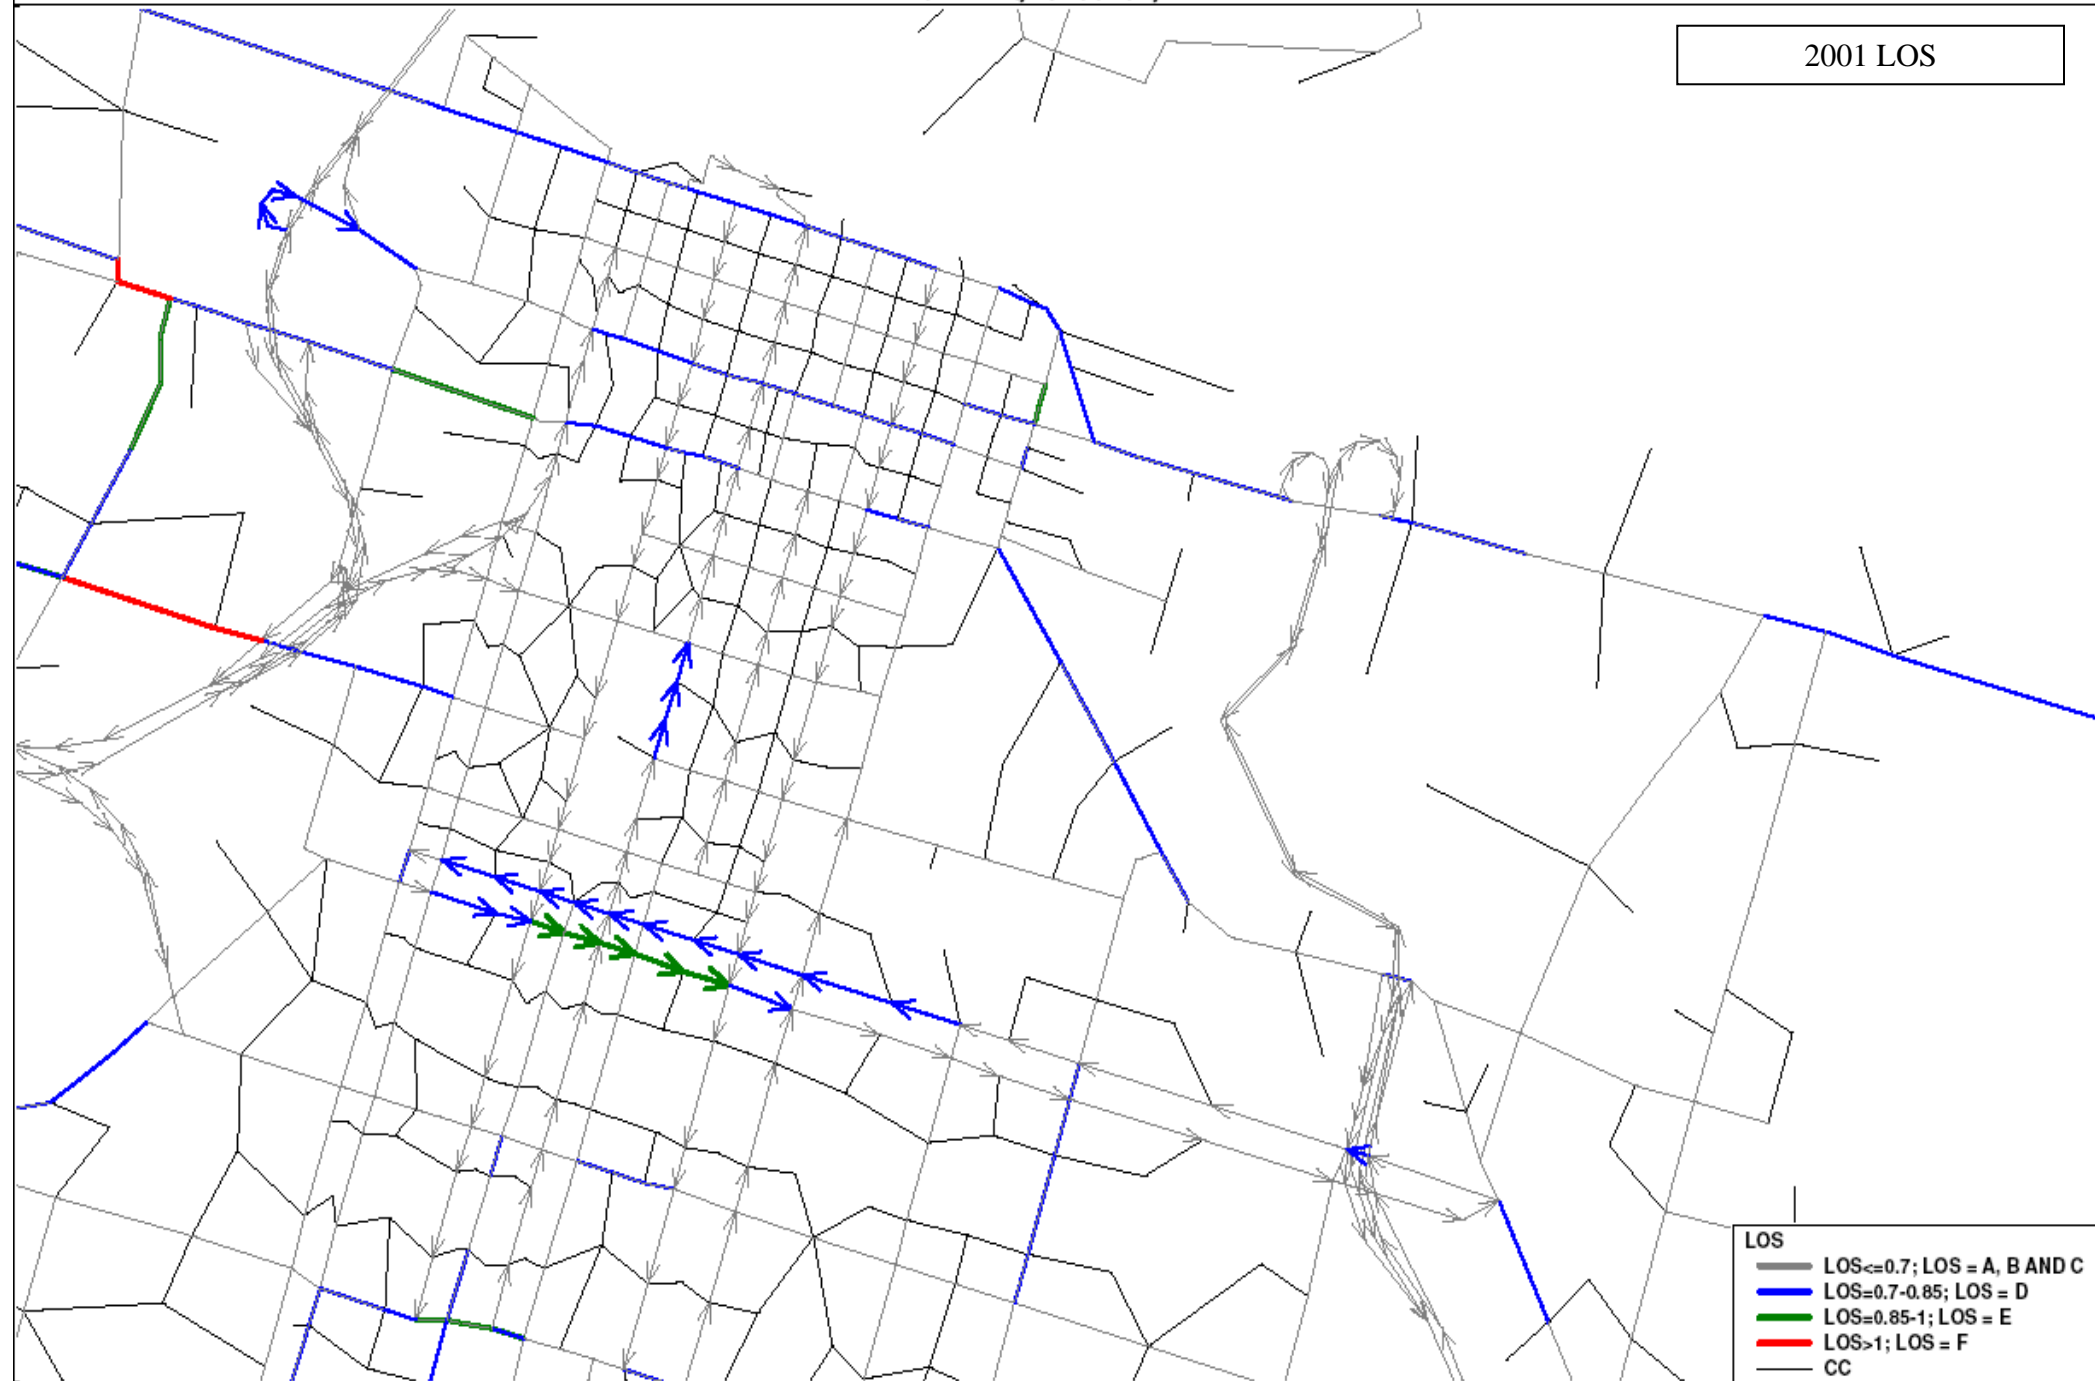 2001 LOS
LOS
LOS<=0.7; LOS = A, B AND C
LOS=0.7-0.85; LOS = D
LOS=0.85-1; LOS = E
LOS>1; LOS = F
CC